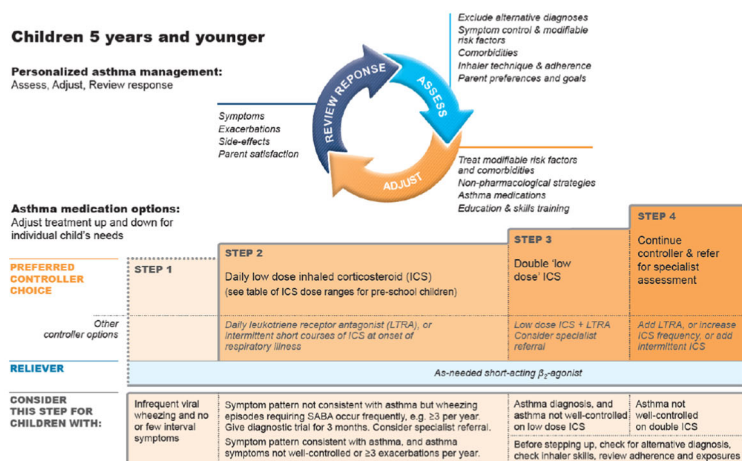 Children 5 years and younger
Personalized asthma management:
Assess, Adjust, Review response
Exclude alternative diagnoses
Symptom control & modifiable
risk factors
Comorbidities
Inhaler technique & adherence
Parent preferences and goals
REVIEW REPONSE
ASSESS
ADJUST
Symptoms
Exacerbations
Side-effects
Parent satisfaction
Treat modifiable risk factors
and comorbidities
Non-pharmacological strategies
Asthma medications
Education & skills training
Asthma medication options:
Adjust treatment up and down for
individual child's needs
PREFERRED
CONTROLLER
CHOICE
STEP 1
STEP 2
Daily low dose inhaled corticosteroid (ICS)
(see table of ICS dose ranges for pre-school children)
STEP 3
Double 'low
dose' ICS
STEP 4
Continue
controller & refer
for specialist
assessment
Other
controller options
Daily leukotriene receptor antagonist (LTRA), or
intermittent short courses of ICS at onset of
respiratory illness
Low dose ICS + LTRA
Consider specialist
referral
Add LTRA, or increase
ICS frequency, or add
intermittent ICS
RELIEVER
As-needed short-acting β₂-agonist
CONSIDER
THIS STEP FOR
CHILDREN WITH:
Infrequent viral
wheezing and no
or few interval
symptoms
Symptom pattern not consistent with asthma but wheezing
episodes requiring SABA occur frequently, e.g. ≥3 per year.
Give diagnostic trial for 3 months. Consider specialist referral.
Symptom pattern consistent with asthma, and asthma
symptoms not well-controlled or ≥3 exacerbations per year.
Asthma diagnosis, and
asthma not well-controlled
on low dose ICS
Asthma not
well-controlled
on double ICS
Before stepping up, check for alternative diagnosis,
check inhaler skills, review adherence and exposures